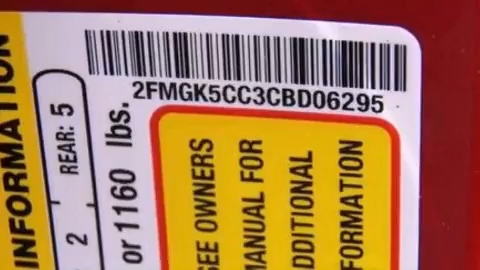 2FMGK5CC3CBD06295
INFORMATION
REAR: 5
2
or 1160 lbs.
SEE OWNERS
MANUAL FOR
ADDITIONAL
INFORMATION